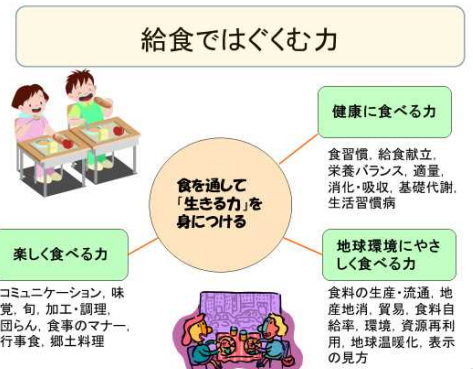 給食ではぐくむ力
健康に食べる力
食習慣, 給食献立,
栄養バランス, 適量,
消化・吸収, 基礎代謝,
生活習慣病
食を通して
「生きる力」を
身につける
楽しく食べる力
コミュニケーション, 味
覚, 旬, 加工・調理,
団らん, 食事のマナー,
行事食, 郷土料理
地球環境にやさ
しく食べる力
食料の生産・流通, 地
産地消, 貿易, 食料自
給率, 環境, 資源再利
用, 地球温暖化, 表示
の見方